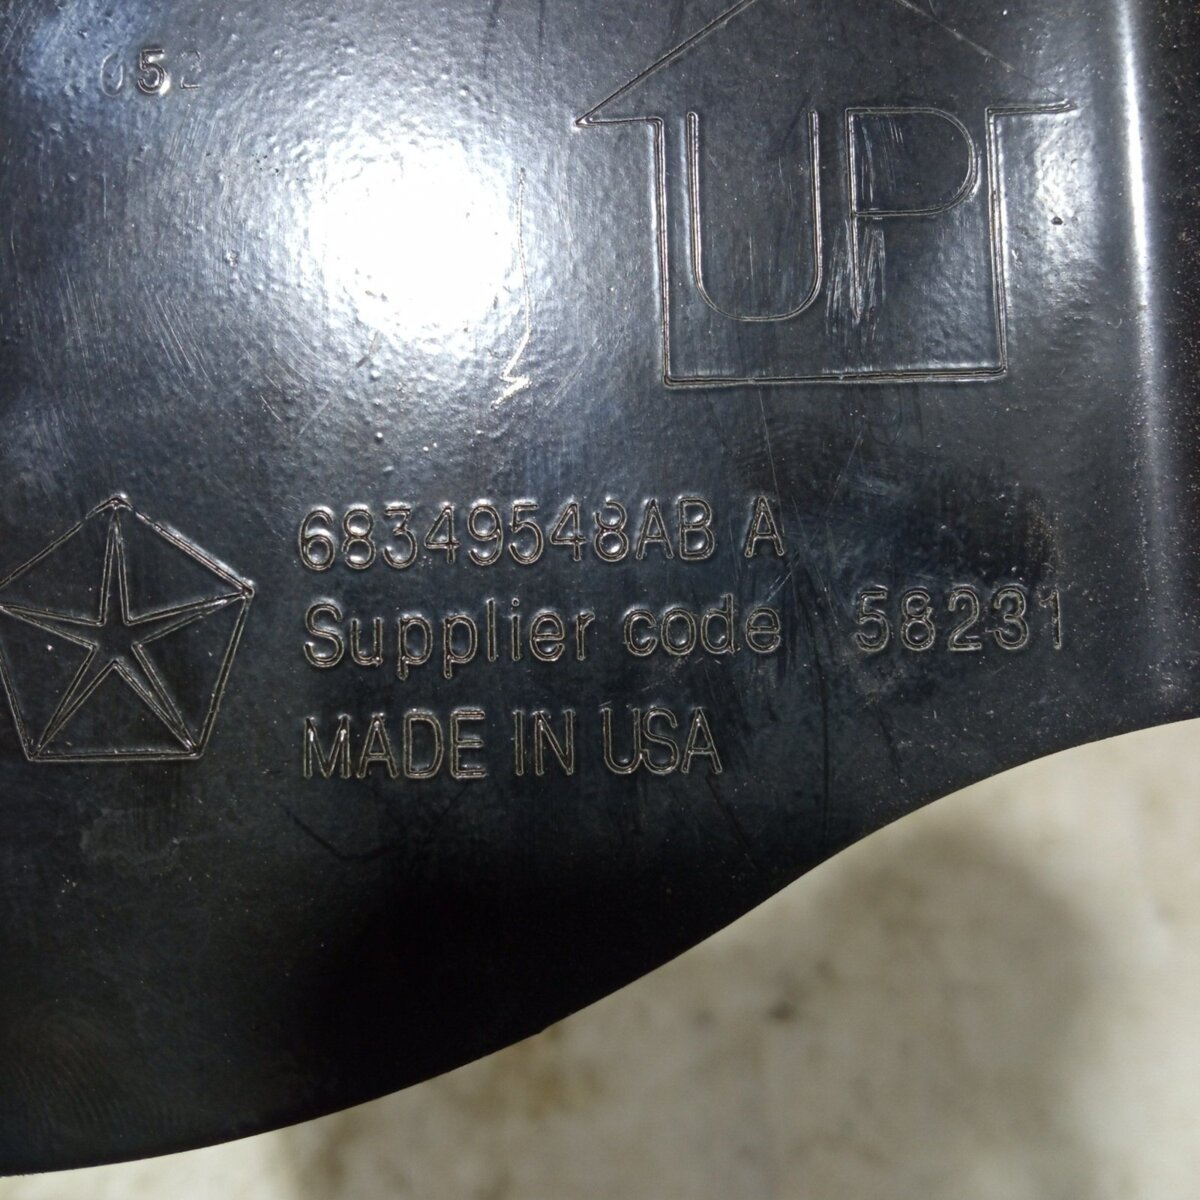 052
UP
68349548AB A
Supplier code 58231
MADE IN USA